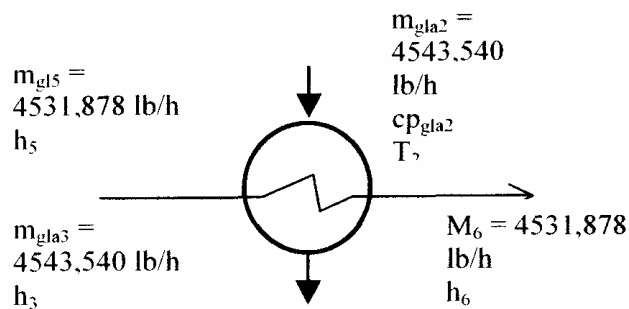 m_gl5 =
4531,878 lb/h
h_5
m_gla2 =
4543,540
lb/h
cp_gla2
T_2
m_gla3 =
4543,540 lb/h
h_3
M_6 = 4531,878
lb/h
h_6